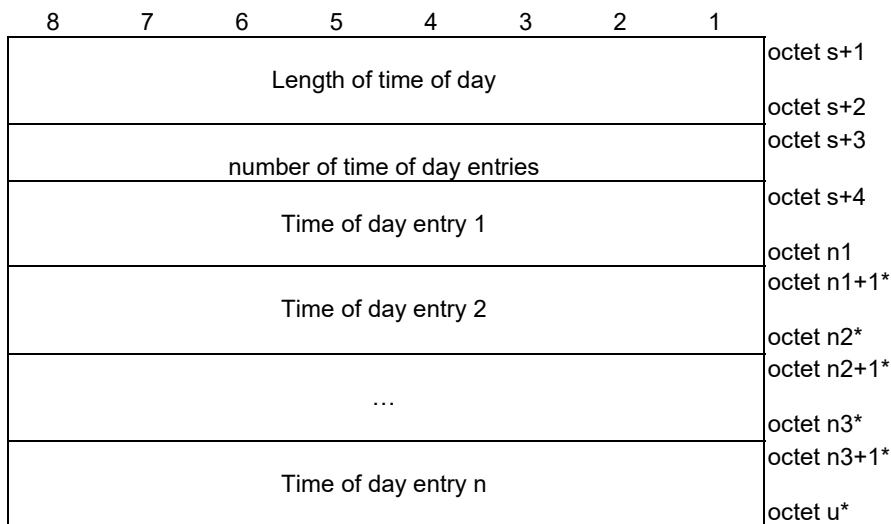 8 7 6 5 4 3 2 1
octet s+1
Length of time of day
octet s+2
octet s+3
number of time of day entries
octet s+4
Time of day entry 1
octet n1
octet n1+1*
Time of day entry 2
octet n2*
octet n2+1*
…
octet n3*
octet n3+1*
Time of day entry n
octet u*